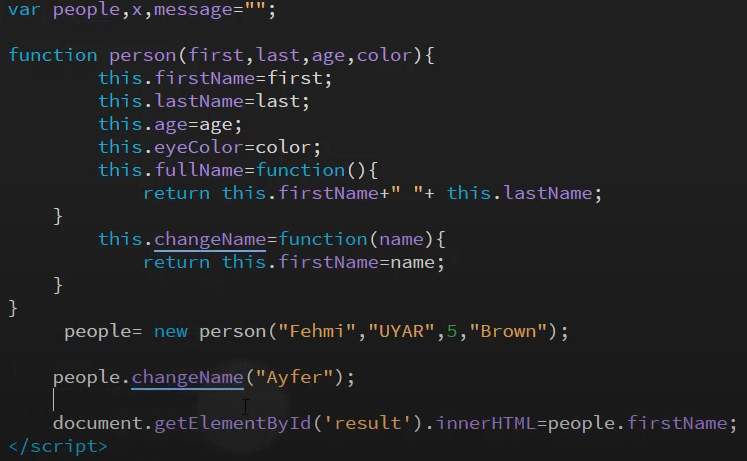 var people,x,message="";
function person(first,last,age,color){
this.firstName=first;
this.lastName=last;
this.age=age;
this.eyeColor=color;
this.fullName=function(){
return this.firstName+" "+ this.lastName;
}
this.changeName=function(name){
return this.firstName=name;
}
}
people= new person("Fehmi","UYAR",5,"Brown");
people.changeName("Ayfer");
document.getElementById('result').innerHTML=people.firstName;
</script>